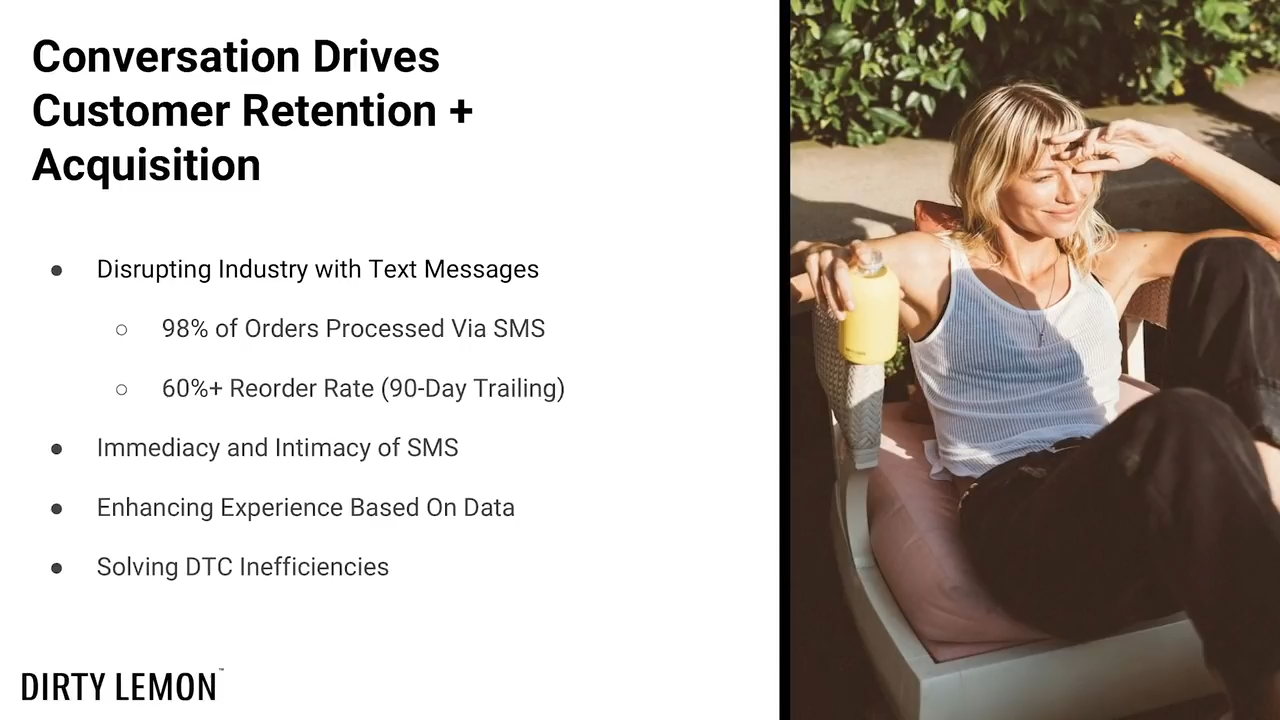 Conversation Drives
Customer Retention +
Acquisition
● Disrupting Industry with Text Messages
○ 98% of Orders Processed Via SMS
○ 60%+ Reorder Rate (90-Day Trailing)
● Immediacy and Intimacy of SMS
● Enhancing Experience Based On Data
● Solving DTC Inefficiencies
DIRTY LEMON™